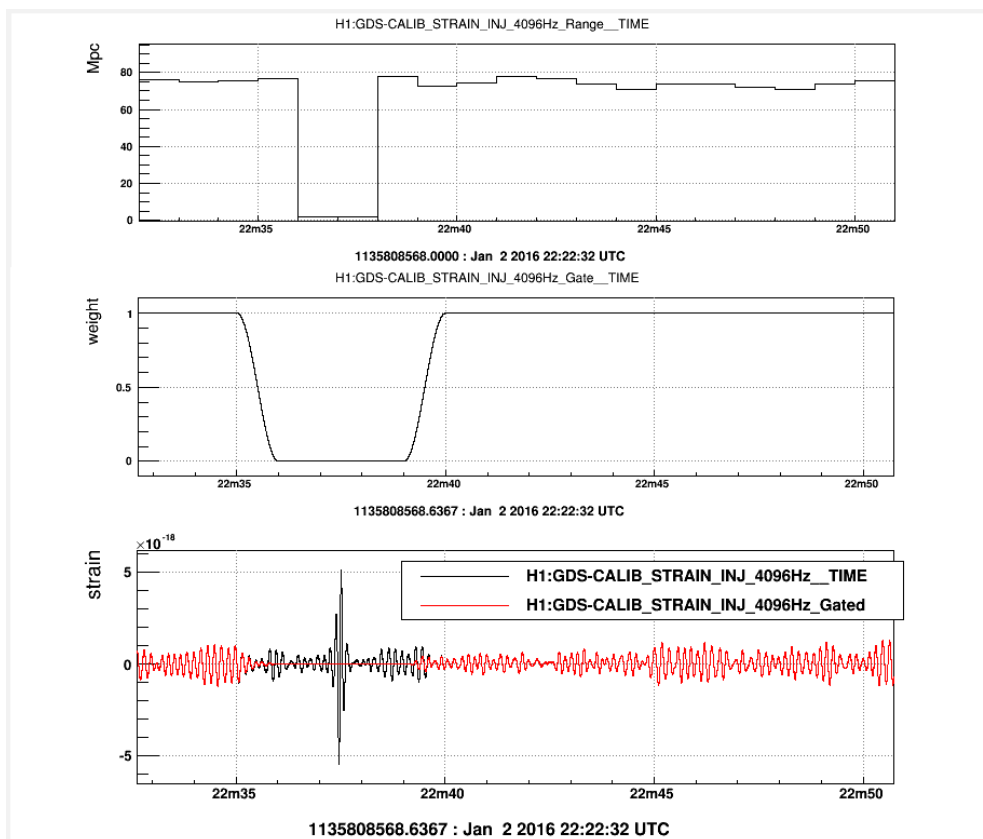 H1:GDS-CALIB_STRAIN_INJ_4096Hz_Range__TIME
Mpc
80
60
40
20
0
22m35 22m40 22m45 22m50
1135808568.0000 : Jan 2 2016 22:22:32 UTC
H1:GDS-CALIB_STRAIN_INJ_4096Hz_Gate__TIME
weight
1
0.5
0
22m35 22m40 22m45 22m50
1135808568.6367 : Jan 2 2016 22:22:32 UTC
×10⁻¹⁸
strain
5
0
-5
H1:GDS-CALIB_STRAIN_INJ_4096Hz__TIME
H1:GDS-CALIB_STRAIN_INJ_4096Hz_Gated
22m35 22m40 22m45 22m50
1135808568.6367 : Jan 2 2016 22:22:32 UTC